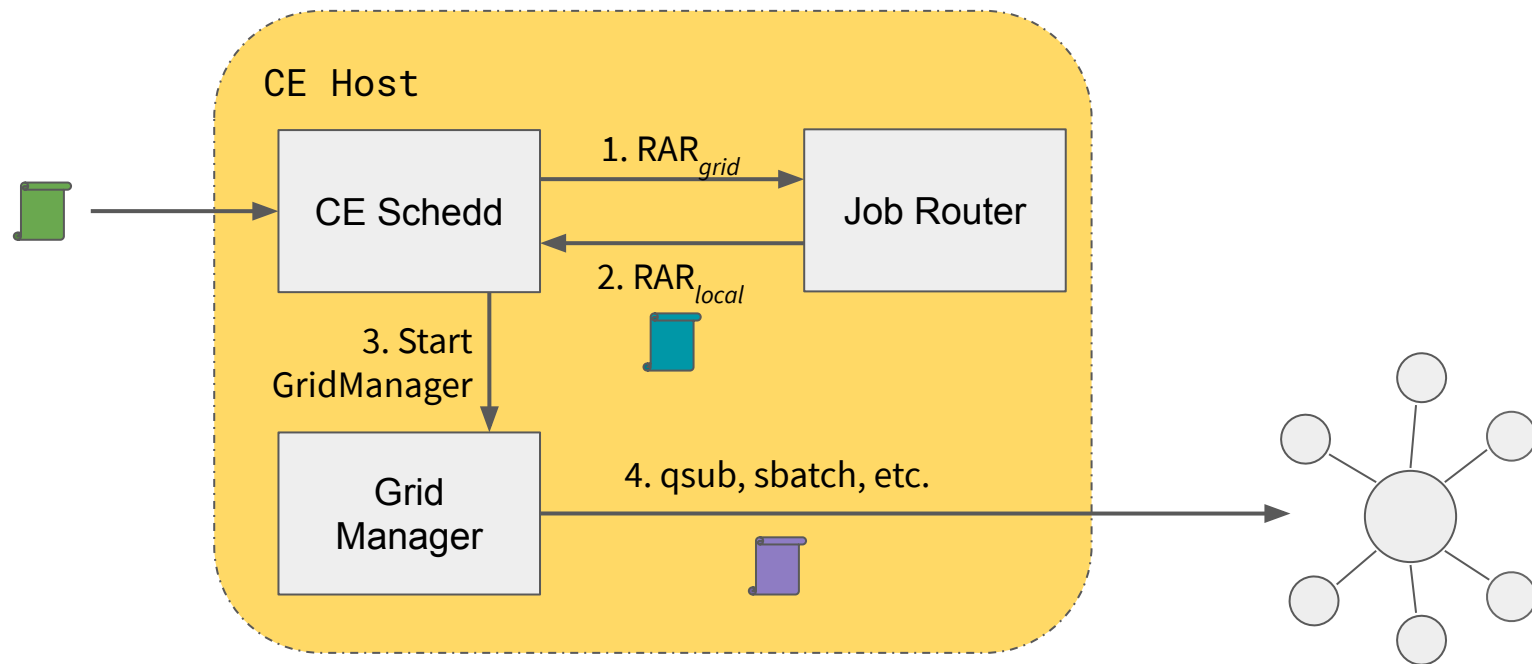 CE Host
1. RARgrid
CE Schedd
Job Router
2. RARlocal
3. Start
GridManager
4. qsub, sbatch, etc.
Grid
Manager